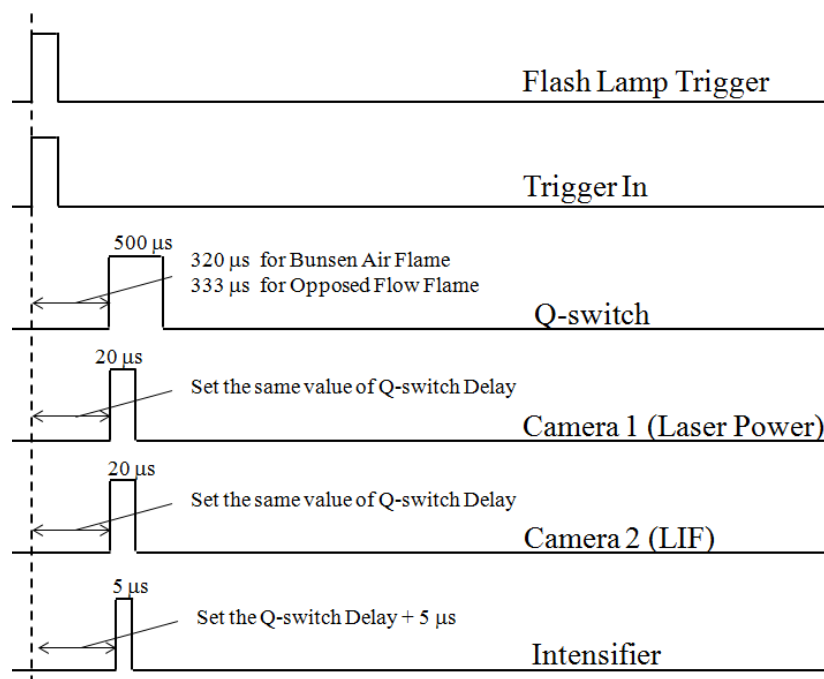 Flash Lamp Trigger
Trigger In
500 μs
320 μs for Bunsen Air Flame
333 μs for Opposed Flow Flame
Q-switch
20 μs
Set the same value of Q-switch Delay
Camera 1 (Laser Power)
20 μs
Set the same value of Q-switch Delay
Camera 2 (LIF)
5 μs
Set the Q-switch Delay + 5 μs
Intensifier